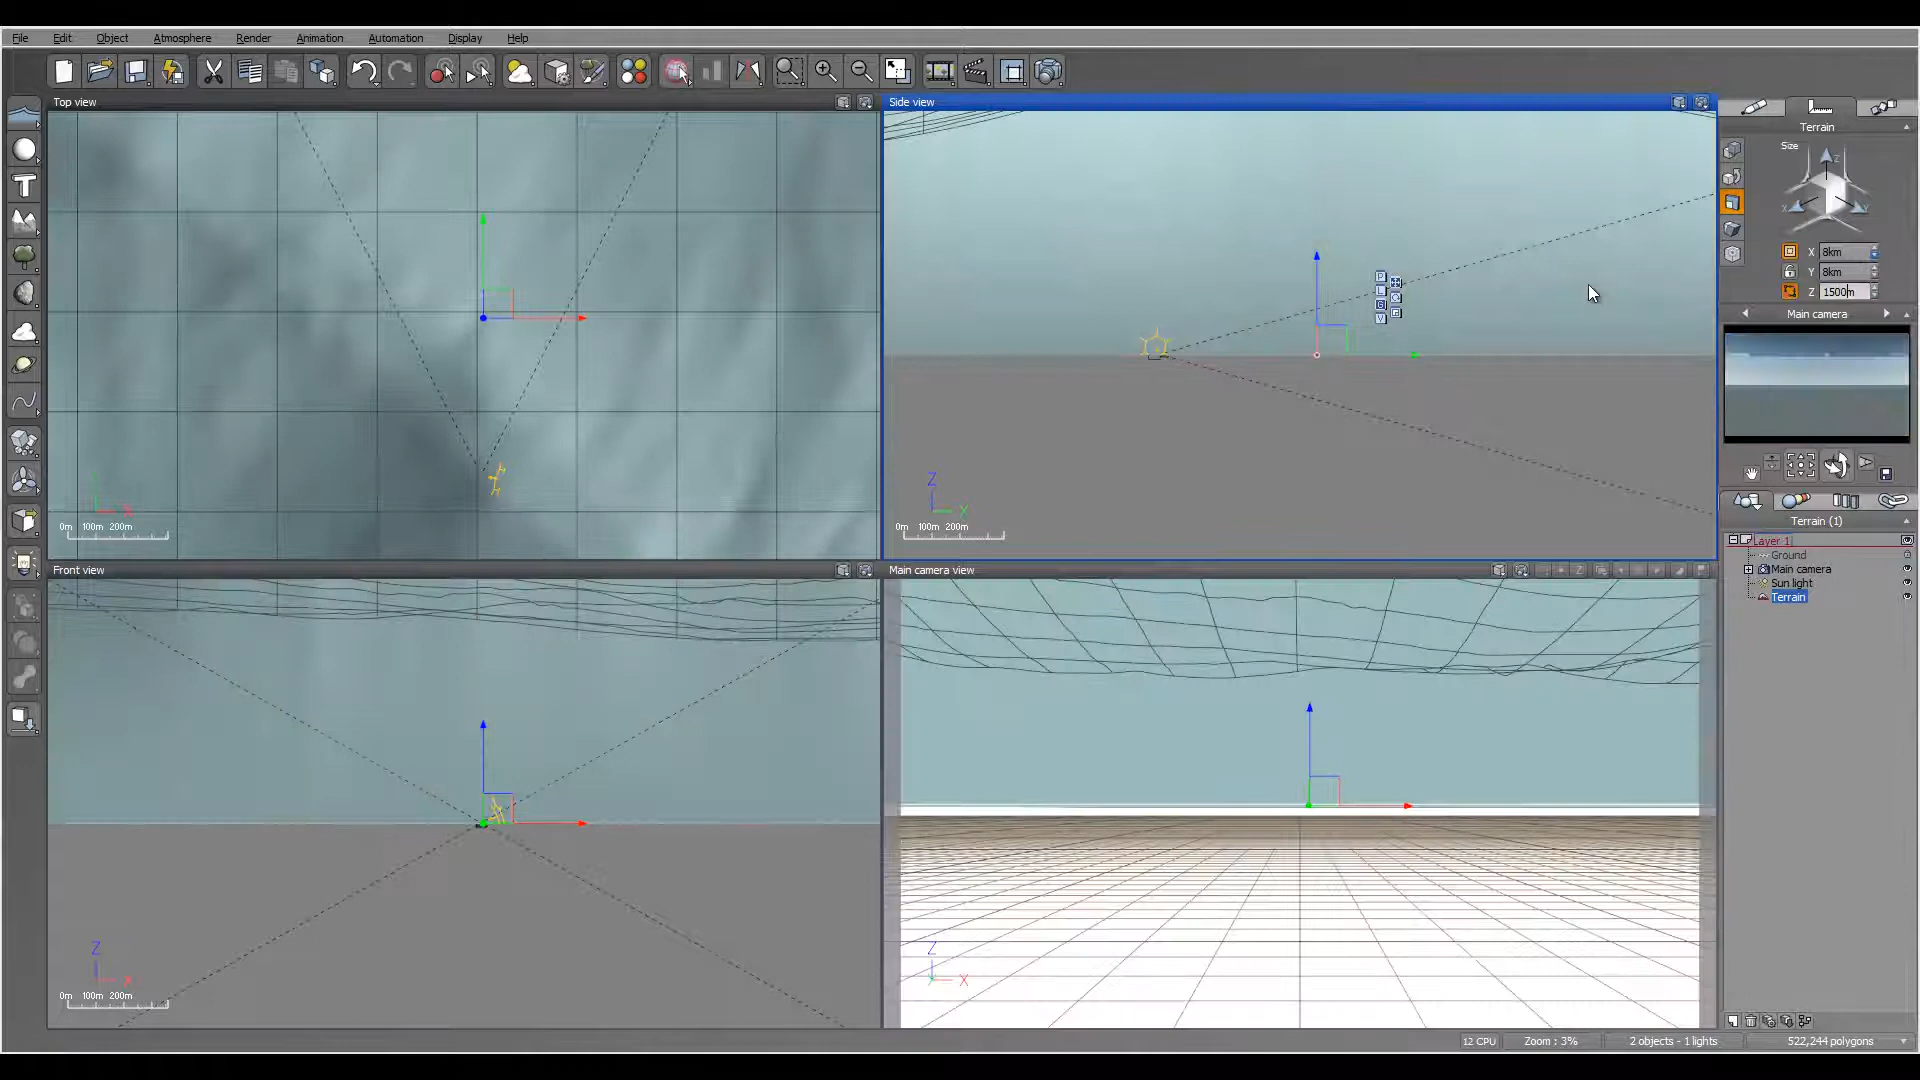 File Edit Object Atmosphere Render Animation Automation Display Help
Top view
Side view
Terrain
Size
Z
X Y
X 8km
Y 8km
Z 1500m
Main camera
P
L
G
V
Z
Y
X
0m 100m 200m
0m 100m 200m
Terrain (1)
Layer 1
Ground
Main camera
Sun light
Terrain
Front view
Main camera view
Z
X
Z
X
0m 100m 200m
12 CPU Zoom : 3% 2 objects - 1 lights 522,244 polygons